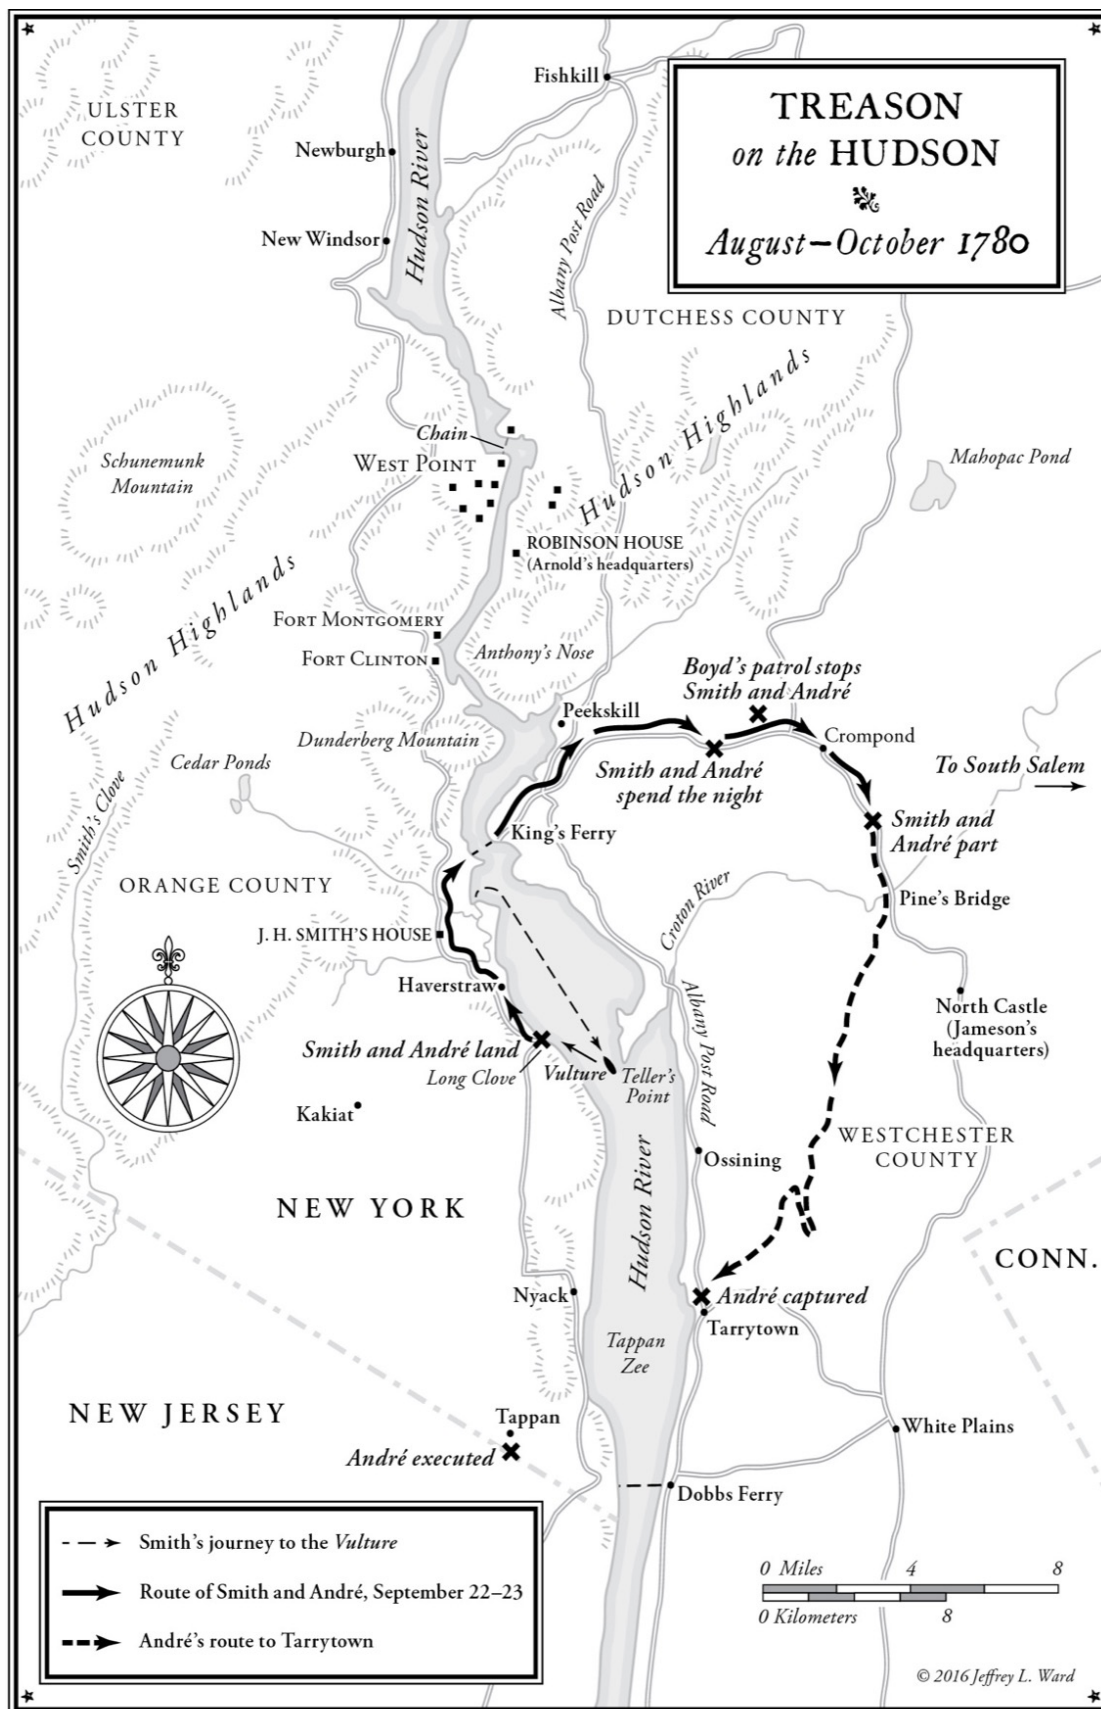 TREASON
on the HUDSON
August–October 1780
ULSTER
COUNTY
Fishkill
Newburgh
Hudson River
New Windsor
Albany Post Road
DUTCHESS COUNTY
Hudson Highlands
Chain
WEST POINT
Schunemunk
Mountain
Mahopac Pond
ROBINSON HOUSE
(Arnold's headquarters)
Hudson Highlands
FORT MONTGOMERY
FORT CLINTON
Anthony's Nose
Boyd's patrol stops
Smith and André
Peekskill
Dunderberg Mountain
Crompond
Cedar Ponds
Smith and André
spend the night
To South Salem
Smith's Clove
King's Ferry
Smith and
André part
ORANGE COUNTY
Pine's Bridge
Croton River
J. H. SMITH'S HOUSE
Haverstraw
North Castle
(Jameson's
headquarters)
Albany Post Road
Smith and André land
Long Clove
Vulture
Teller's
Point
Kakiat
WESTCHESTER
COUNTY
Ossining
NEW YORK
Hudson River
CONN.
Nyack
André captured
Tarrytown
Tappan
Zee
NEW JERSEY
Tappan
André executed
White Plains
Dobbs Ferry
Smith's journey to the Vulture
Route of Smith and André, September 22–23
André's route to Tarrytown
0 Miles 4 8
0 Kilometers 8
© 2016 Jeffrey L. Ward